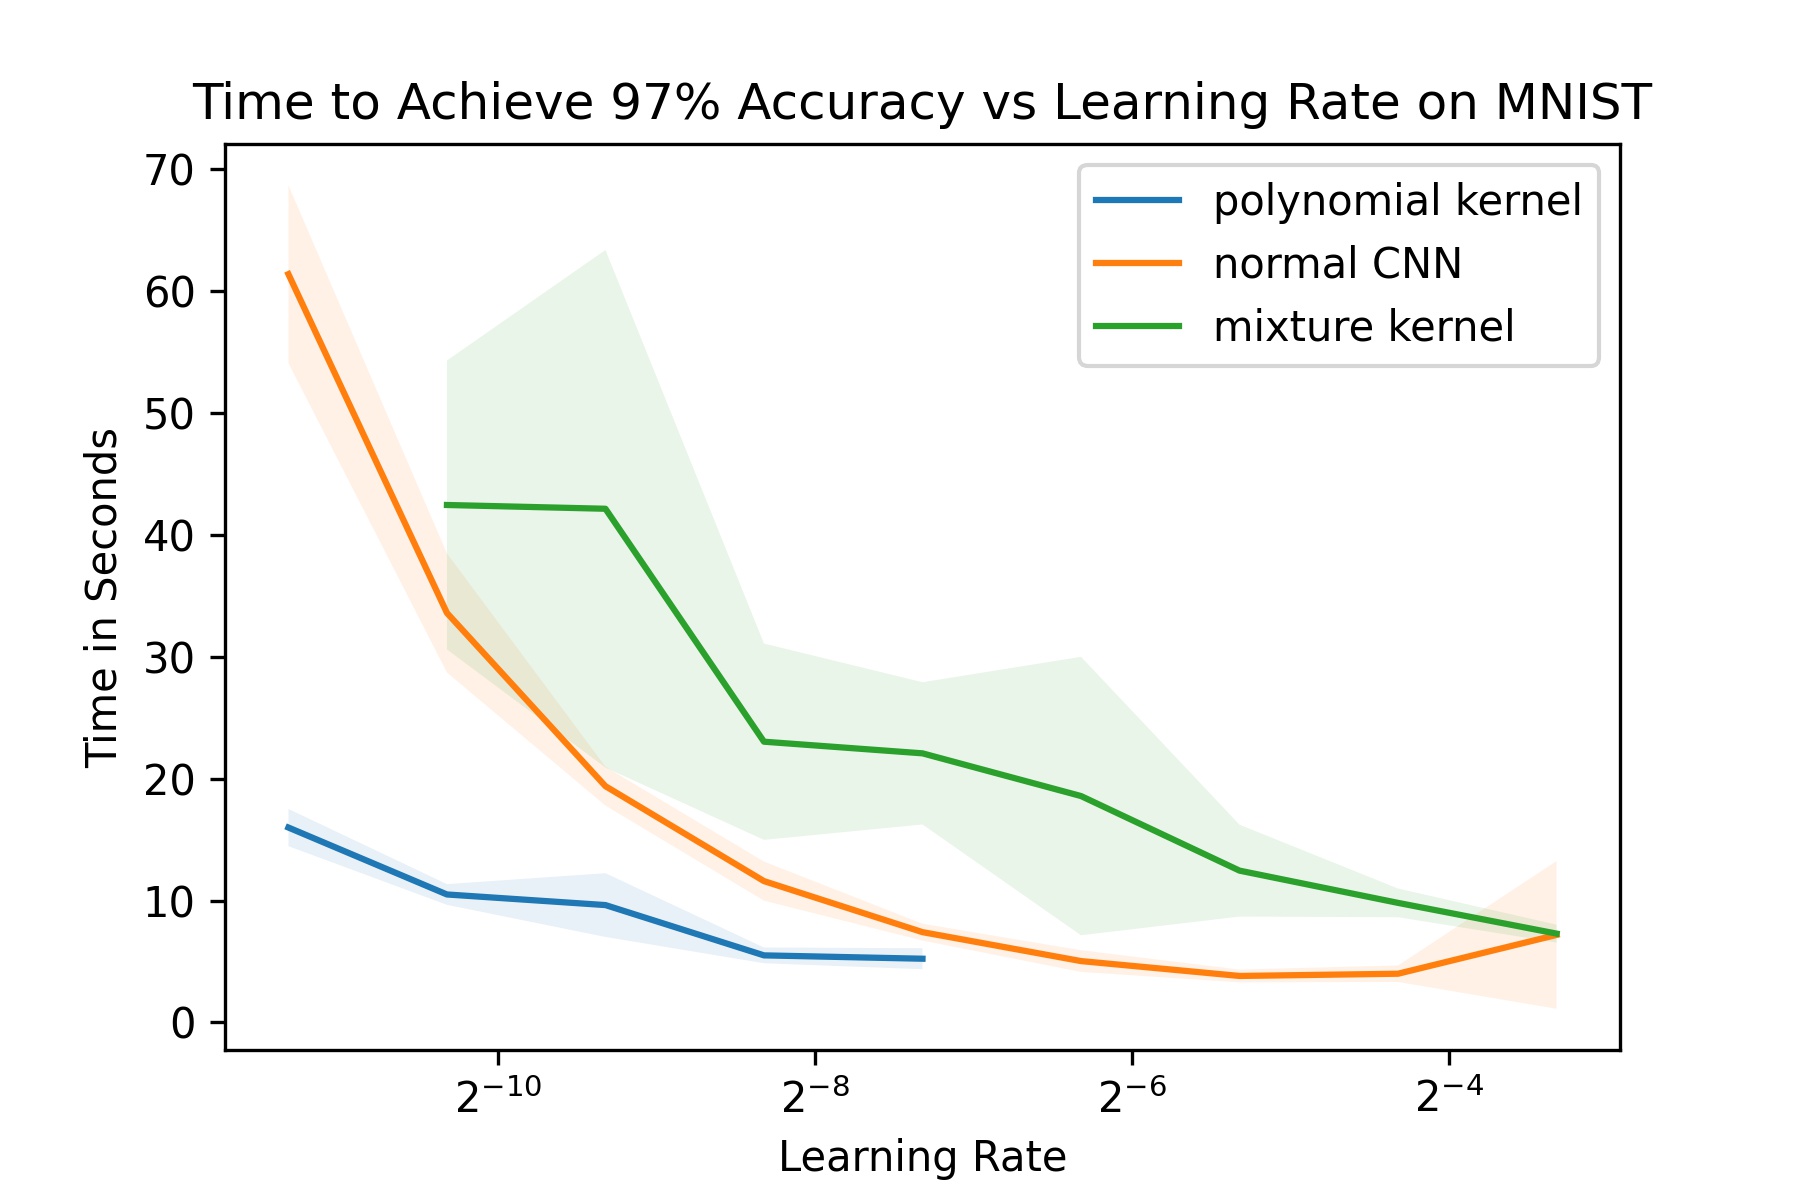 Time to Achieve 97% Accuracy vs Learning Rate on MNIST
70
60
50
40
30
20
10
0
Time in Seconds
polynomial kernel
normal CNN
mixture kernel
2⁻¹⁰ 2⁻⁸ 2⁻⁶ 2⁻⁴
Learning Rate